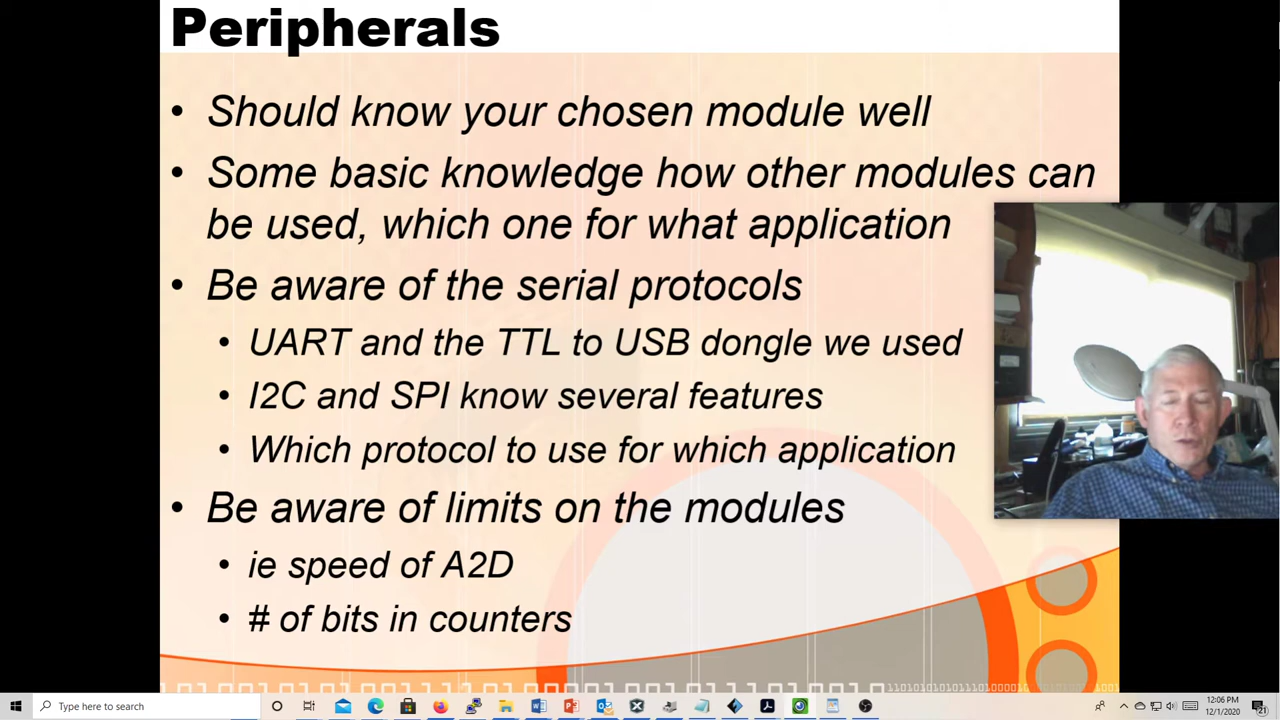 Peripherals
• Should know your chosen module well
• Some basic knowledge how other modules can
be used, which one for what application
• Be aware of the serial protocols
• UART and the TTL to USB dongle we used
• I2C and SPI know several features
• Which protocol to use for which application
• Be aware of limits on the modules
• ie speed of A2D
• # of bits in counters
Type here to search
12:06 PM
12/1/2020